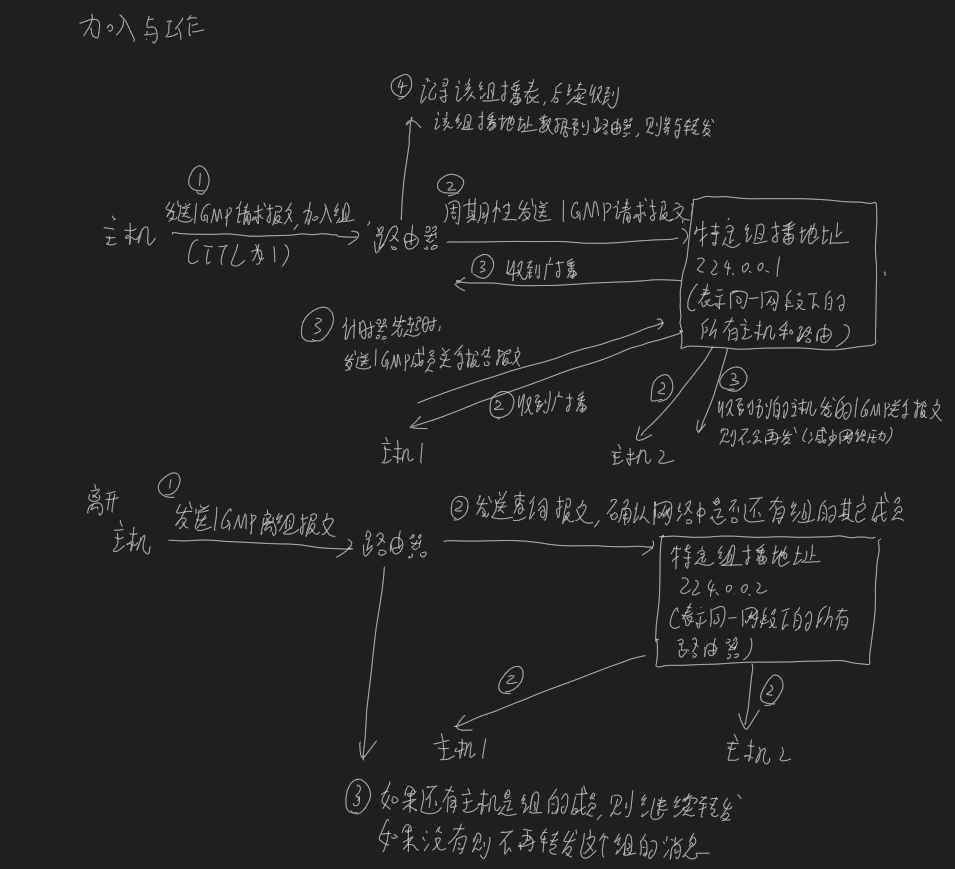 加入与工作
④ 记录该组播表,后续收到
该组播地址数据到路由器,则参与转发
①
发送IGMP请求报文,加入组
主机
(TTL为1)
路由器
②
周期性发送 IGMP请求报文
③ 收到广播
特定组播地址
224.0.0.1
(表示同一网段下的
所有主机和路由)
③ 计时器先超时,
发送IGMP成员关系报告报文
② 收到广播
主机1
②
主机2
③
收到别的主机发的IGMP关系报文
则不会再发(减少网络压力)
离开
①
发送IGMP离组报文
主机
路由器
② 发送查询报文,确认网络中是否还有组的其它成员
特定组播地址
224.0.0.2
(表示同一网段下的所有
路由器)
②
主机1
②
主机2
③ 如果还有主机是组的成员,则继续转发
如果没有则不再转发这个组的消息